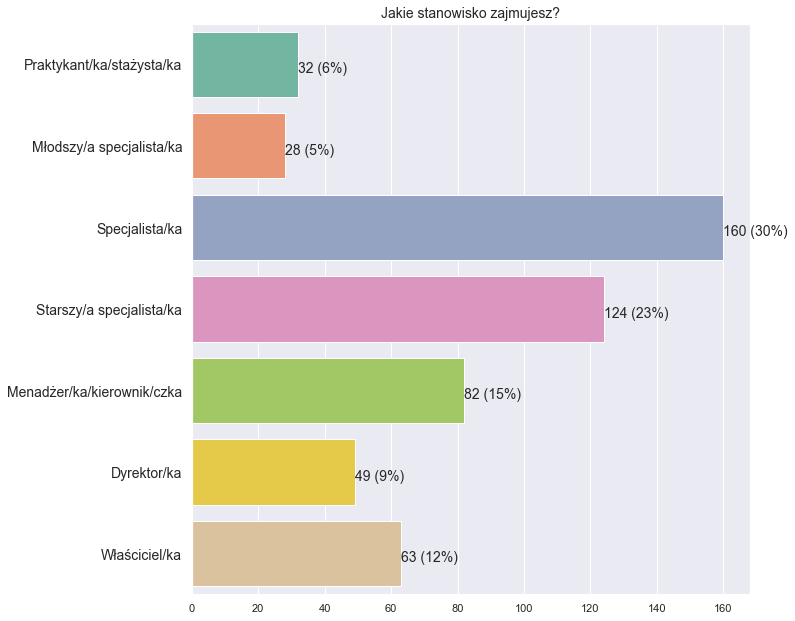 Jakie stanowisko zajmujesz?
Praktykant/ka/stażysta/ka
32 (6%)
Młodszy/a specjalista/ka
28 (5%)
Specjalista/ka
160 (30%)
Starszy/a specjalista/ka
124 (23%)
Menadżer/ka/kierownik/czka
82 (15%)
Dyrektor/ka
49 (9%)
Właściciel/ka
63 (12%)
0 20 40 60 80 100 120 140 160